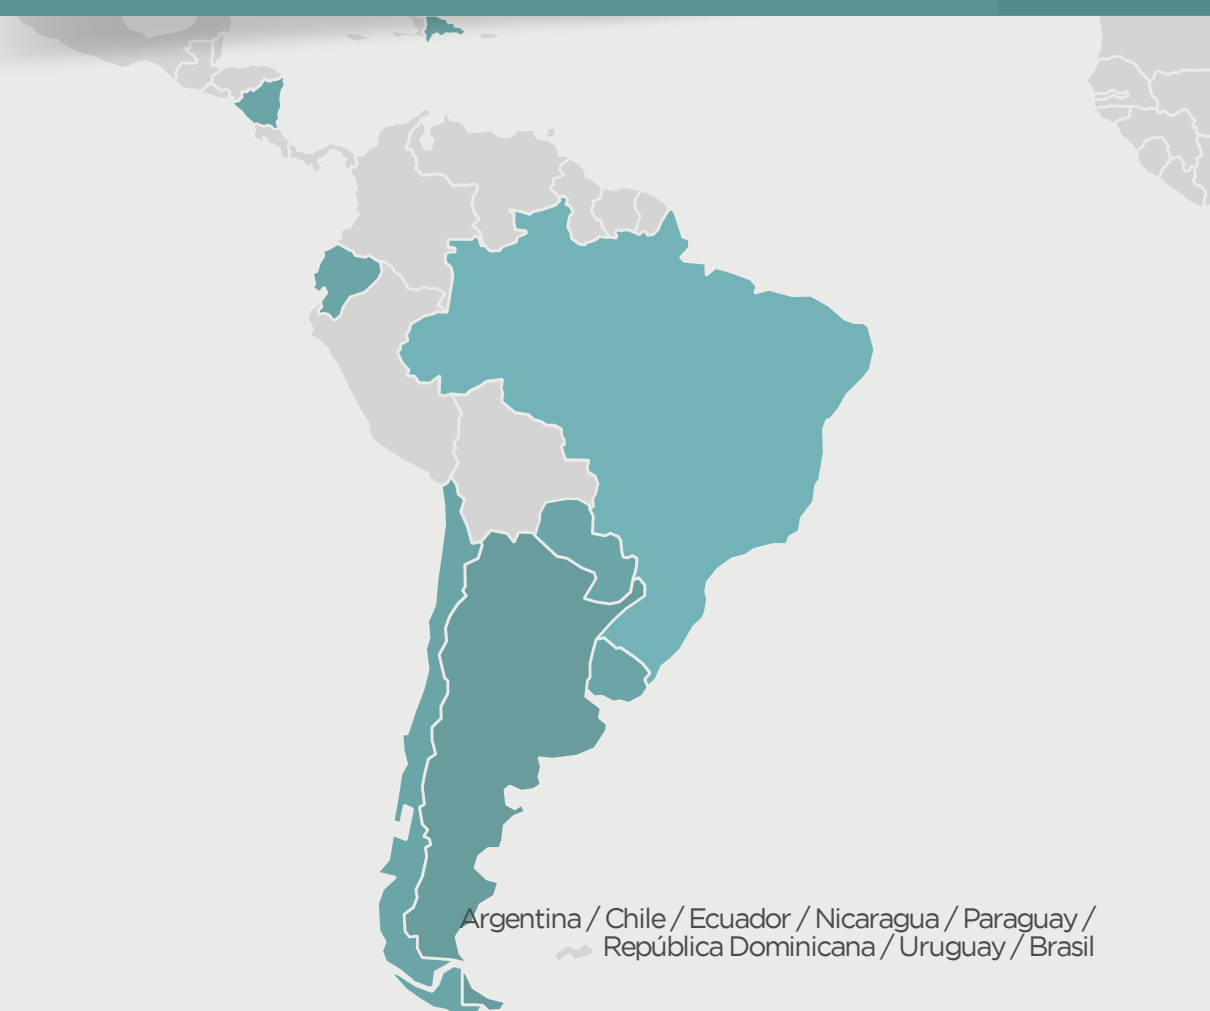 Argentina / Chile / Ecuador / Nicaragua / Paraguay /
República Dominicana / Uruguay / Brasil